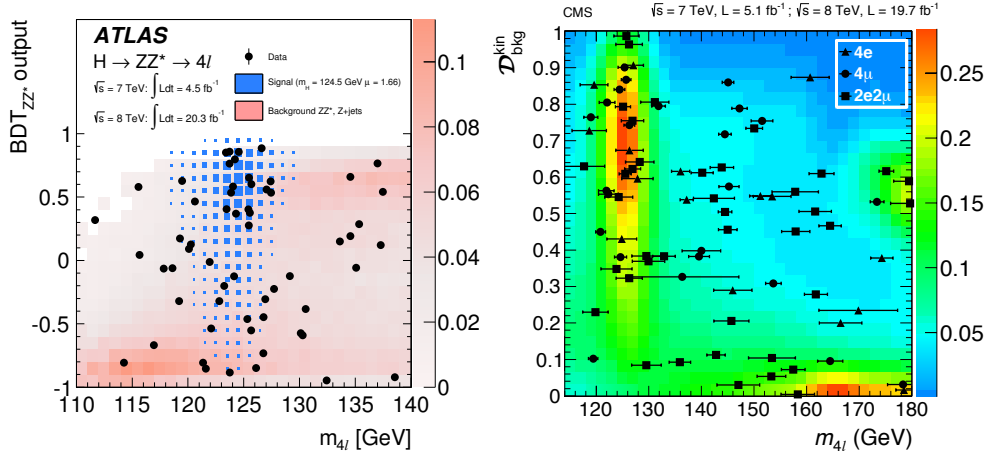 ATLAS
H → ZZ* → 4l
√s = 7 TeV: ∫ Ldt = 4.5 fb⁻¹
√s = 8 TeV: ∫ Ldt = 20.3 fb⁻¹
Data
Signal (m_H = 124.5 GeV μ = 1.66)
Background ZZ*, Z+jets
BDT_ZZ* output
1
0.5
0
-0.5
-1
110 120 130 140
m_4l [GeV]
0.1
0.08
0.06
0.04
0.02
0
CMS √s = 7 TeV, L = 5.1 fb⁻¹ ; √s = 8 TeV, L = 19.7 fb⁻¹
4e
4μ
2e2μ
D_bkg^kin
1
0.9
0.8
0.7
0.6
0.5
0.4
0.3
0.2
0.1
0
120 130 140 150 160 170 180
m_4l (GeV)
0.25
0.2
0.15
0.1
0.05